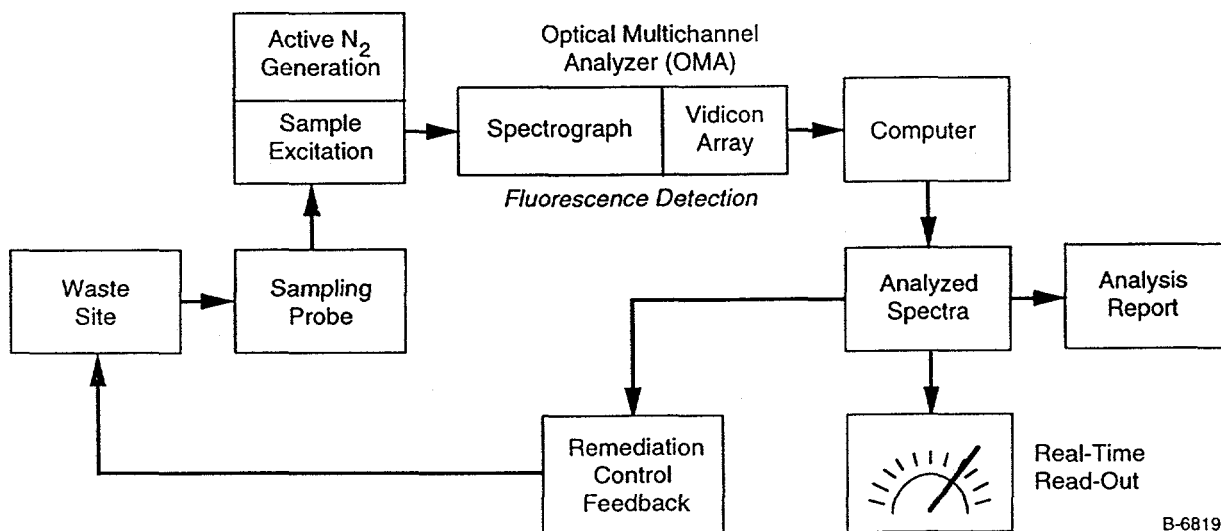 Active N₂
Generation
Sample
Excitation
Optical Multichannel
Analyzer (OMA)
Spectrograph
Vidicon
Array
Fluorescence Detection
Computer
Waste
Site
Sampling
Probe
Analyzed
Spectra
Analysis
Report
Remediation
Control
Feedback
Real-Time
Read-Out
B-6819